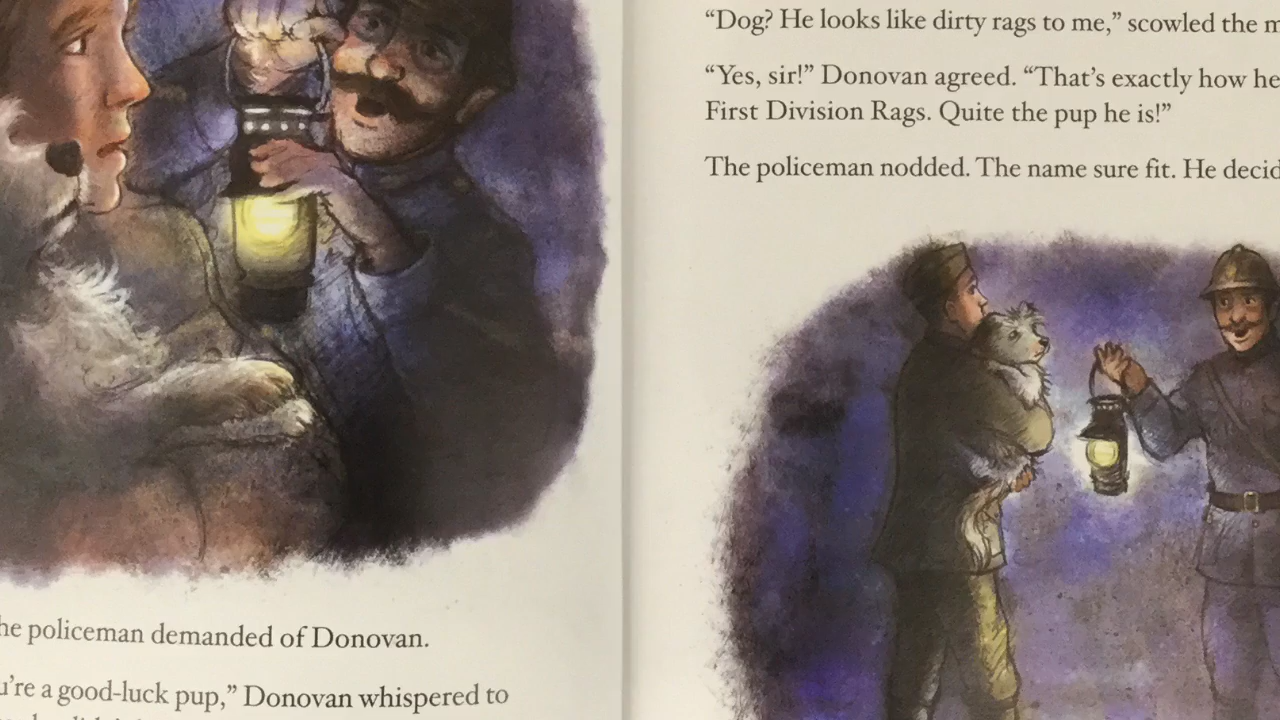 he policeman demanded of Donovan.
u’re a good-luck pup,” Donovan whispered to
“Dog? He looks like dirty rags to me,” scowled the m
“Yes, sir!” Donovan agreed. “That’s exactly how he
First Division Rags. Quite the pup he is!”
The policeman nodded. The name sure fit. He decid